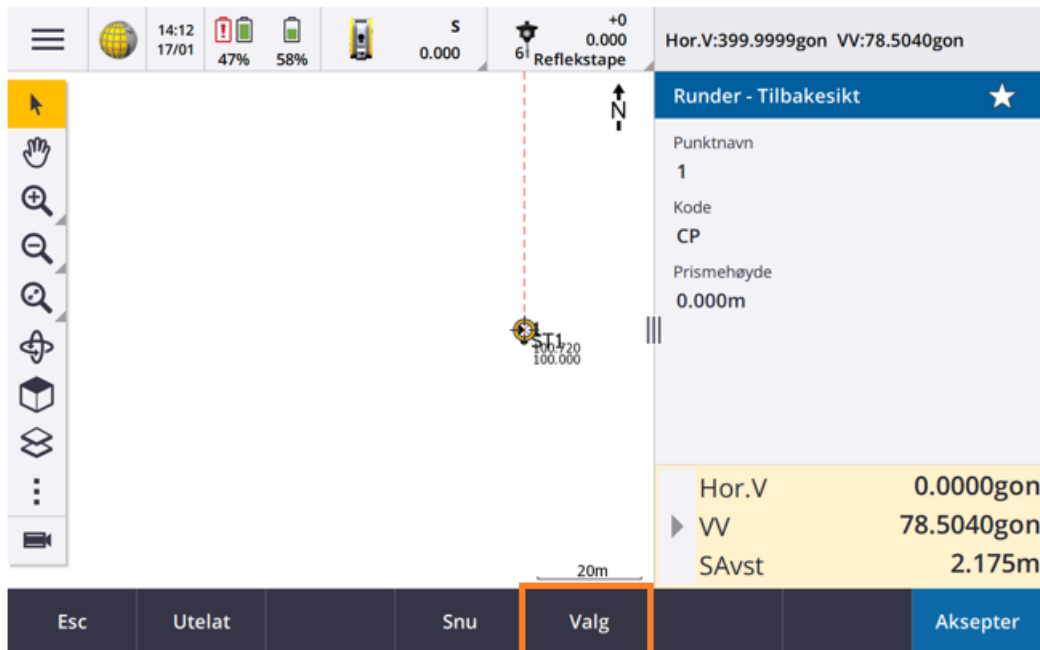 14:12
17/01
47%
58%
S
0.000
+0
0.000
6
Reflekstape
Hor.V:399.9999gon VV:78.5040gon
N
Runder - Tilbakesikt
Punktnavn
1
Kode
CP
Prismehøyde
0.000m
ST1
100.720
100.000
20m
Hor.V 0.0000gon
VV 78.5040gon
SAvst 2.175m
Esc Utelat Snu Valg Aksepter